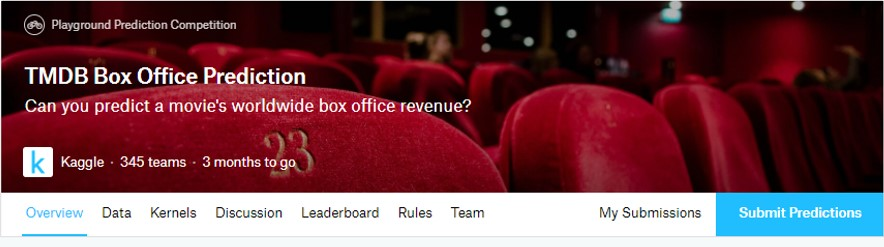 Playground Prediction Competition
TMDB Box Office Prediction
Can you predict a movie's worldwide box office revenue?
23
k Kaggle · 345 teams · 3 months to go
Overview Data Kernels Discussion Leaderboard Rules Team My Submissions Submit Predictions